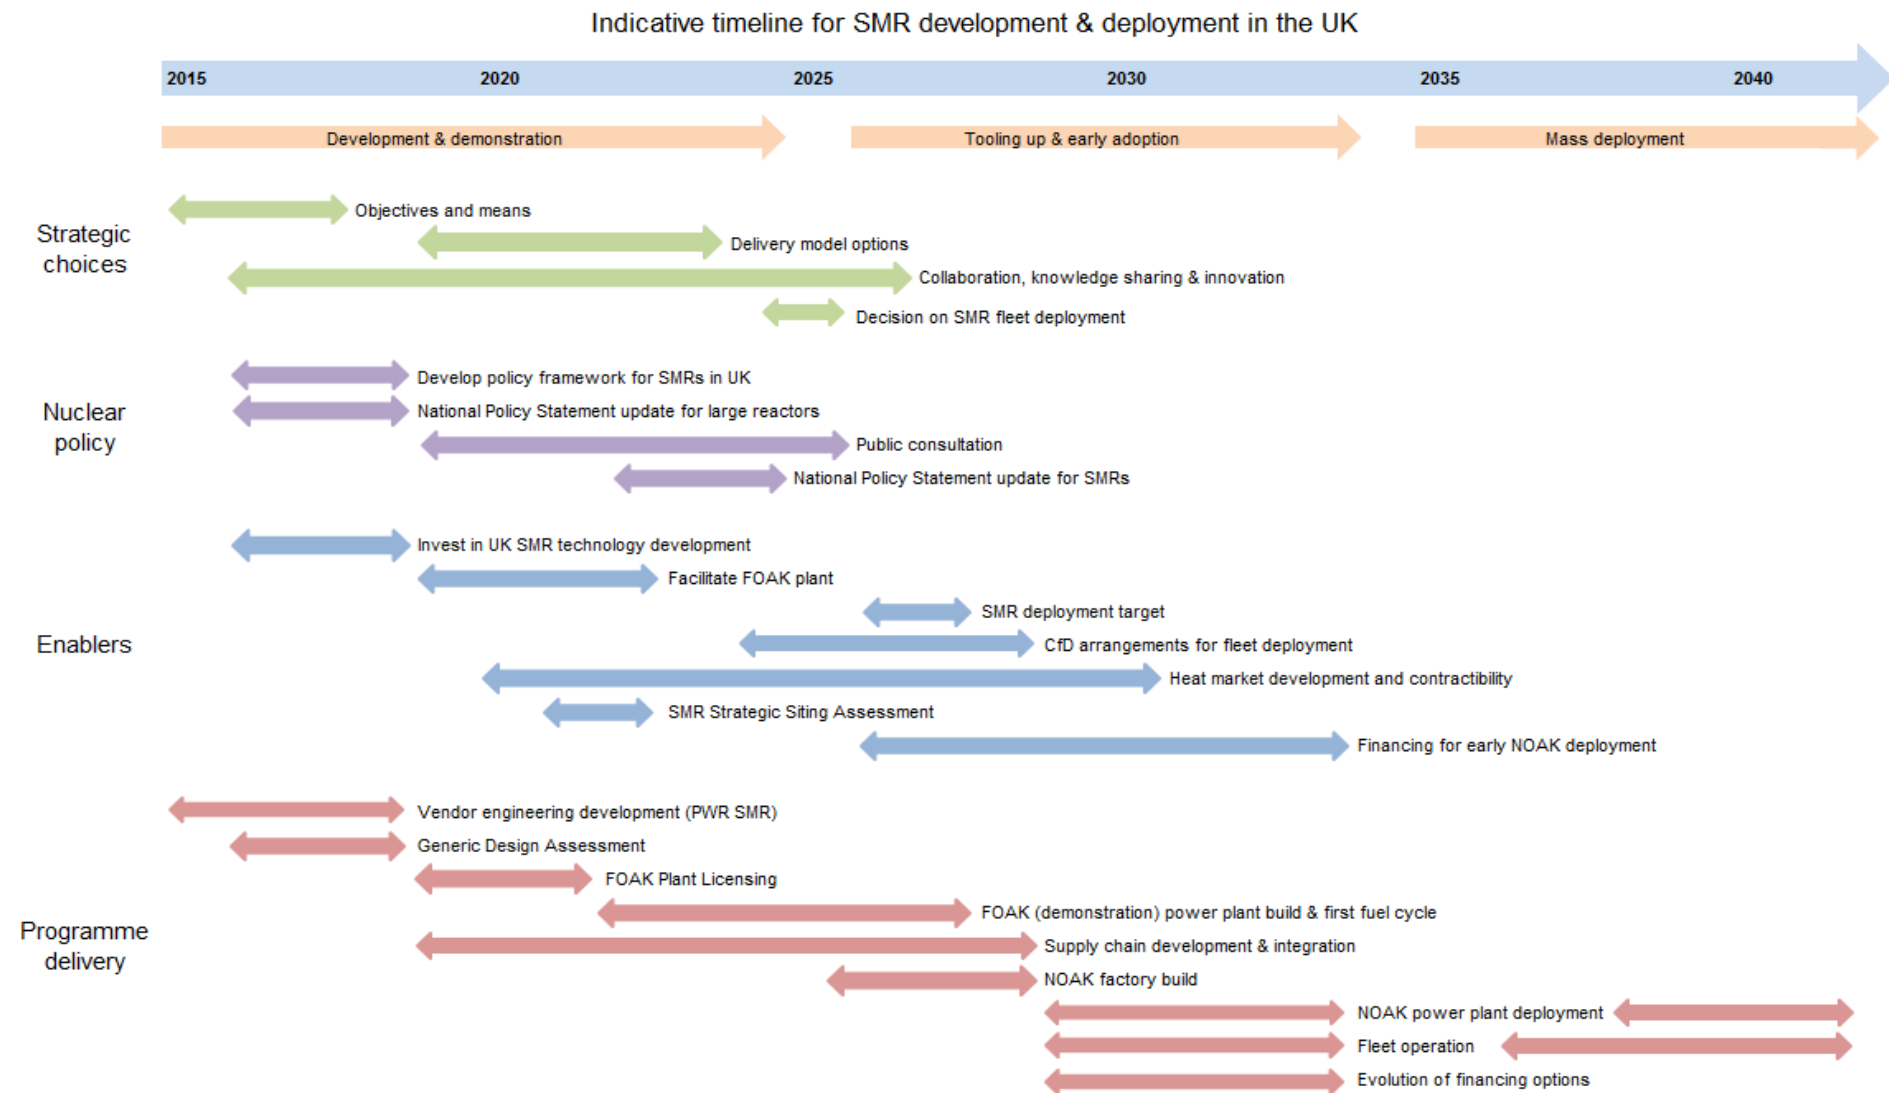 Indicative timeline for SMR development & deployment in the UK
2015 2020 2025 2030 2035 2040
Development & demonstration
Tooling up & early adoption
Mass deployment
Strategic
choices
Objectives and means
Delivery model options
Collaboration, knowledge sharing & innovation
Decision on SMR fleet deployment
Nuclear
policy
Develop policy framework for SMRs in UK
National Policy Statement update for large reactors
Public consultation
National Policy Statement update for SMRs
Enablers
Invest in UK SMR technology development
Facilitate FOAK plant
SMR deployment target
CfD arrangements for fleet deployment
Heat market development and contractibility
SMR Strategic Siting Assessment
Financing for early NOAK deployment
Programme
delivery
Vendor engineering development (PWR SMR)
Generic Design Assessment
FOAK Plant Licensing
FOAK (demonstration) power plant build & first fuel cycle
Supply chain development & integration
NOAK factory build
NOAK power plant deployment
Fleet operation
Evolution of financing options